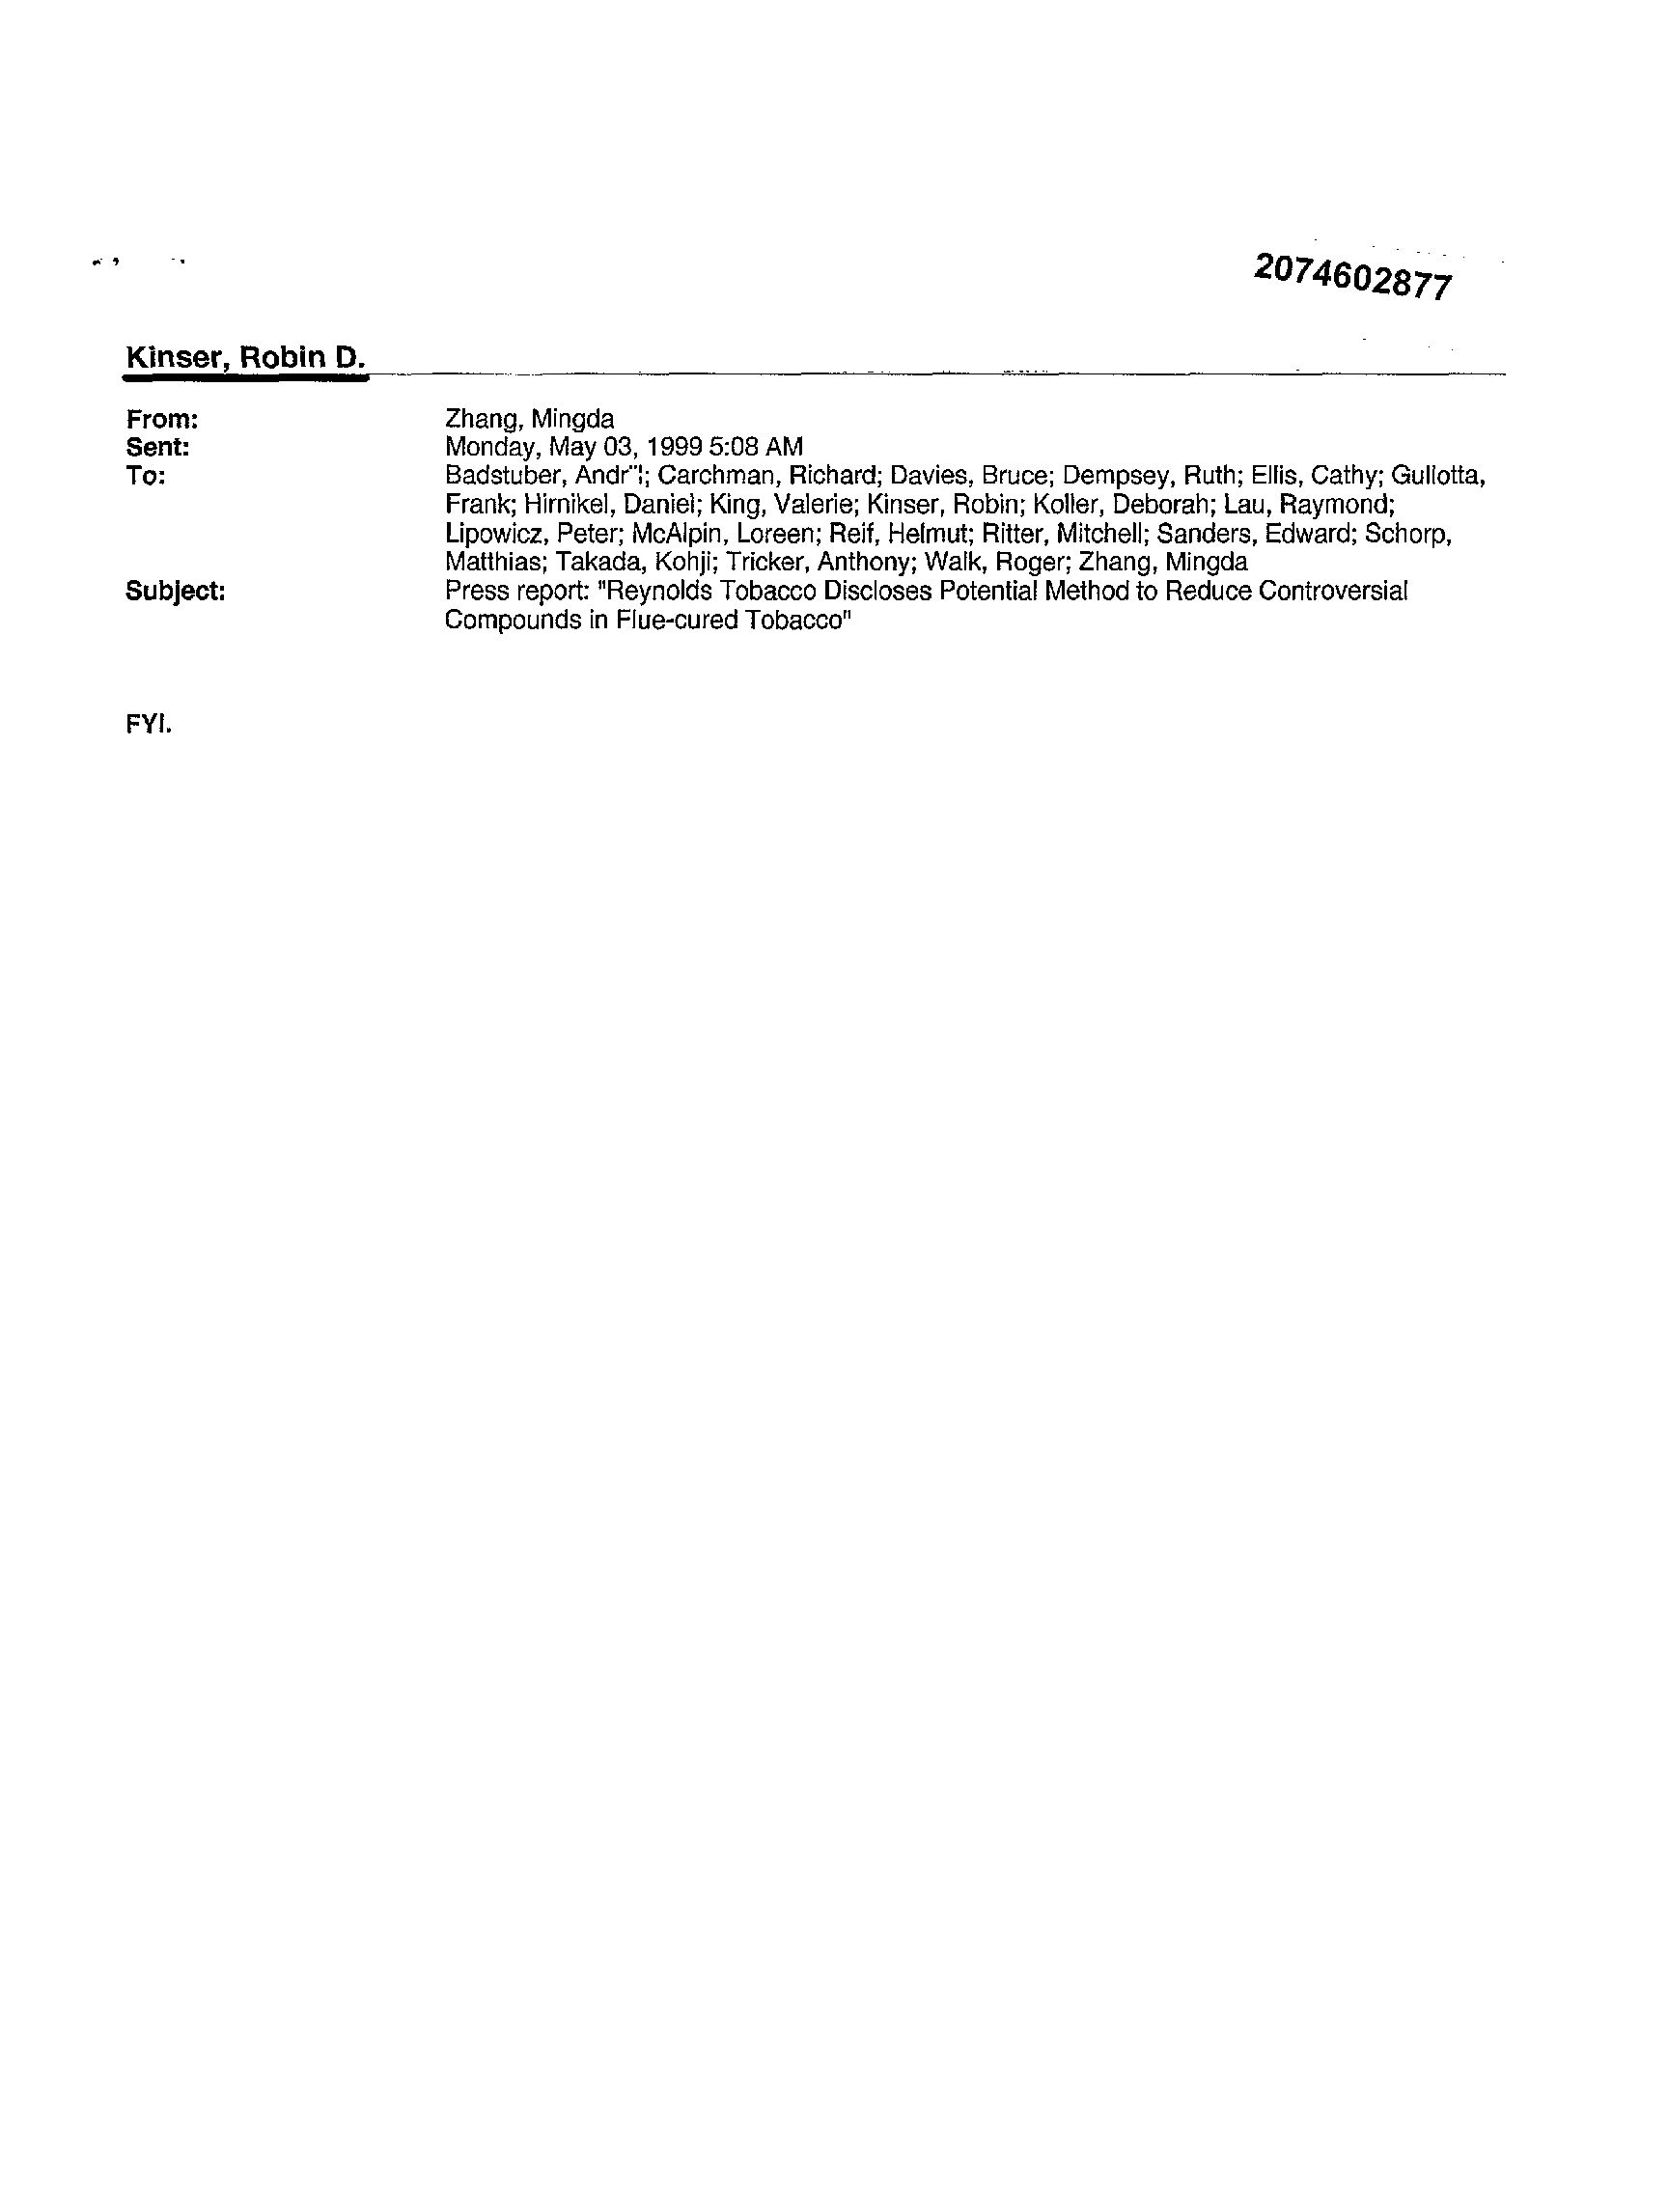 2074602877
Kinser, Robin D.
From: Zhang, Mingda
Sent: Monday, May 03, 1999 5:08 AM
To: Badstuber, Andr"l; Carchman, Richard; Davies, Bruce; Dempsey, Ruth; Ellis, Cathy; Gullotta,
Frank; Hirnikel, Daniel; King, Valerie; Kinser, Robin; Koller, Deborah; Lau, Raymond;
Lipowicz, Peter; McAlpin, Loreen; Reif, Helmut; Ritter, Mitchell; Sanders, Edward; Schorp,
Matthias; Takada, Kohji; Tricker, Anthony; Walk, Roger; Zhang, Mingda
Subject: Press report: "Reynolds Tobacco Discloses Potential Method to Reduce Controversial
Compounds in Flue-cured Tobacco"
FYI.